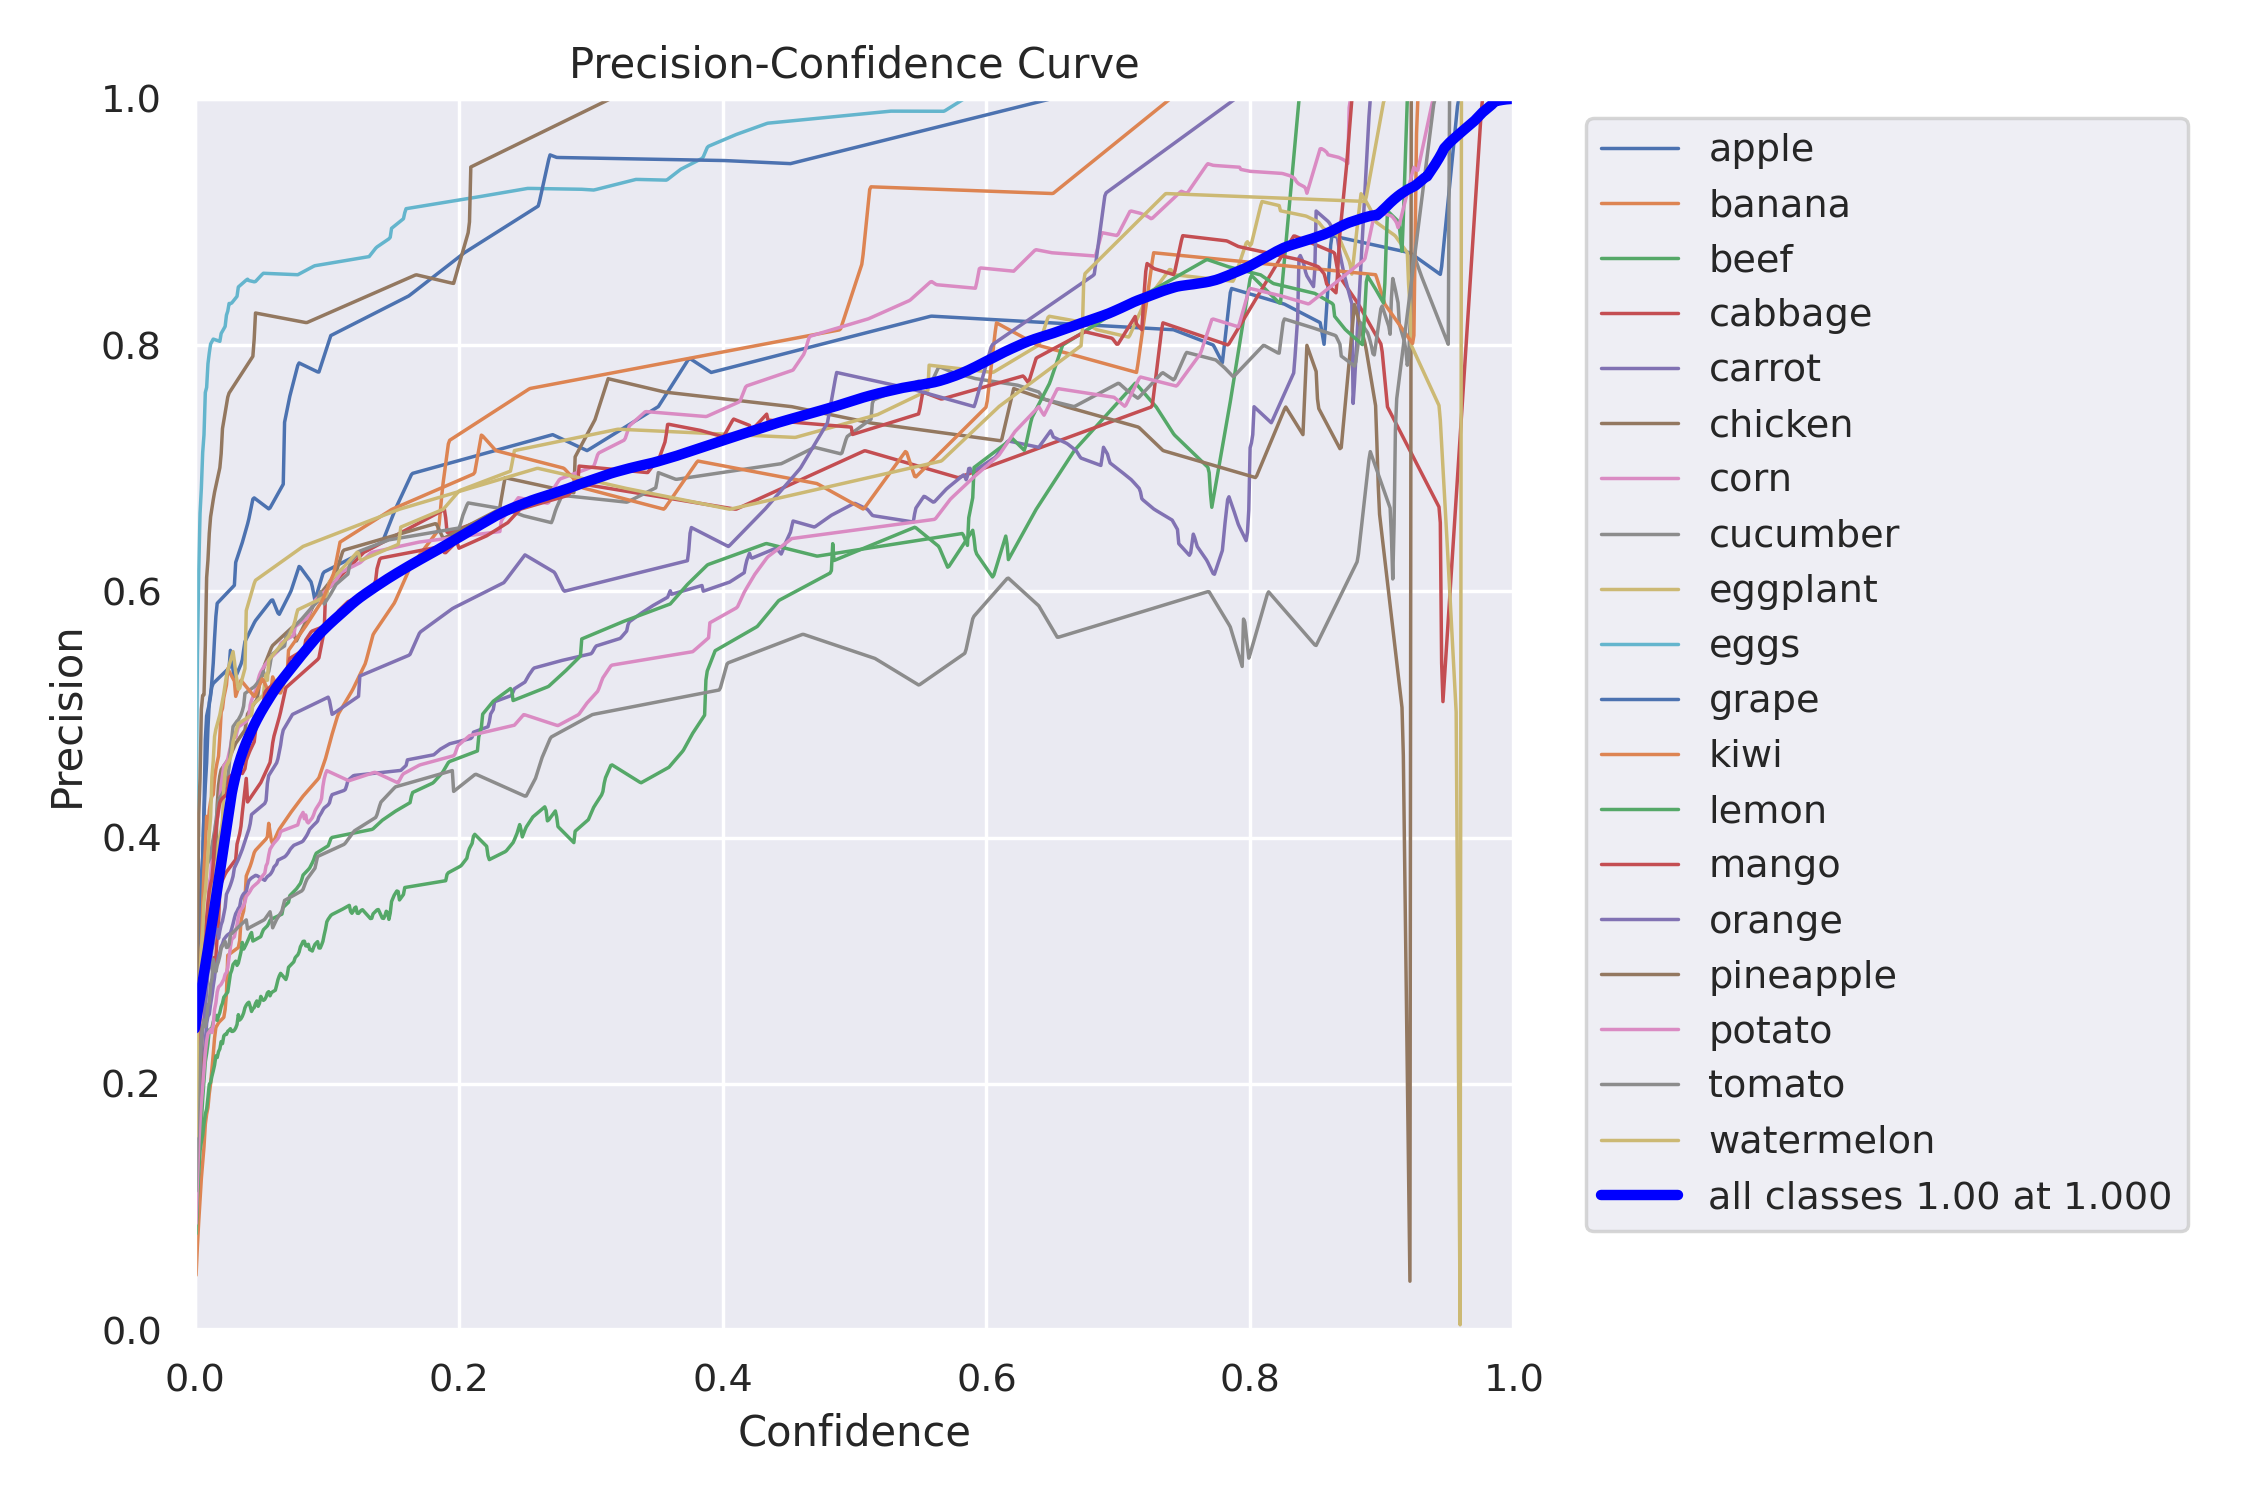 Precision-Confidence Curve
1.0
0.8
0.6
0.4
0.2
0.0
Precision
0.0 0.2 0.4 0.6 0.8 1.0
Confidence
apple
banana
beef
cabbage
carrot
chicken
corn
cucumber
eggplant
eggs
grape
kiwi
lemon
mango
orange
pineapple
potato
tomato
watermelon
all classes 1.00 at 1.000